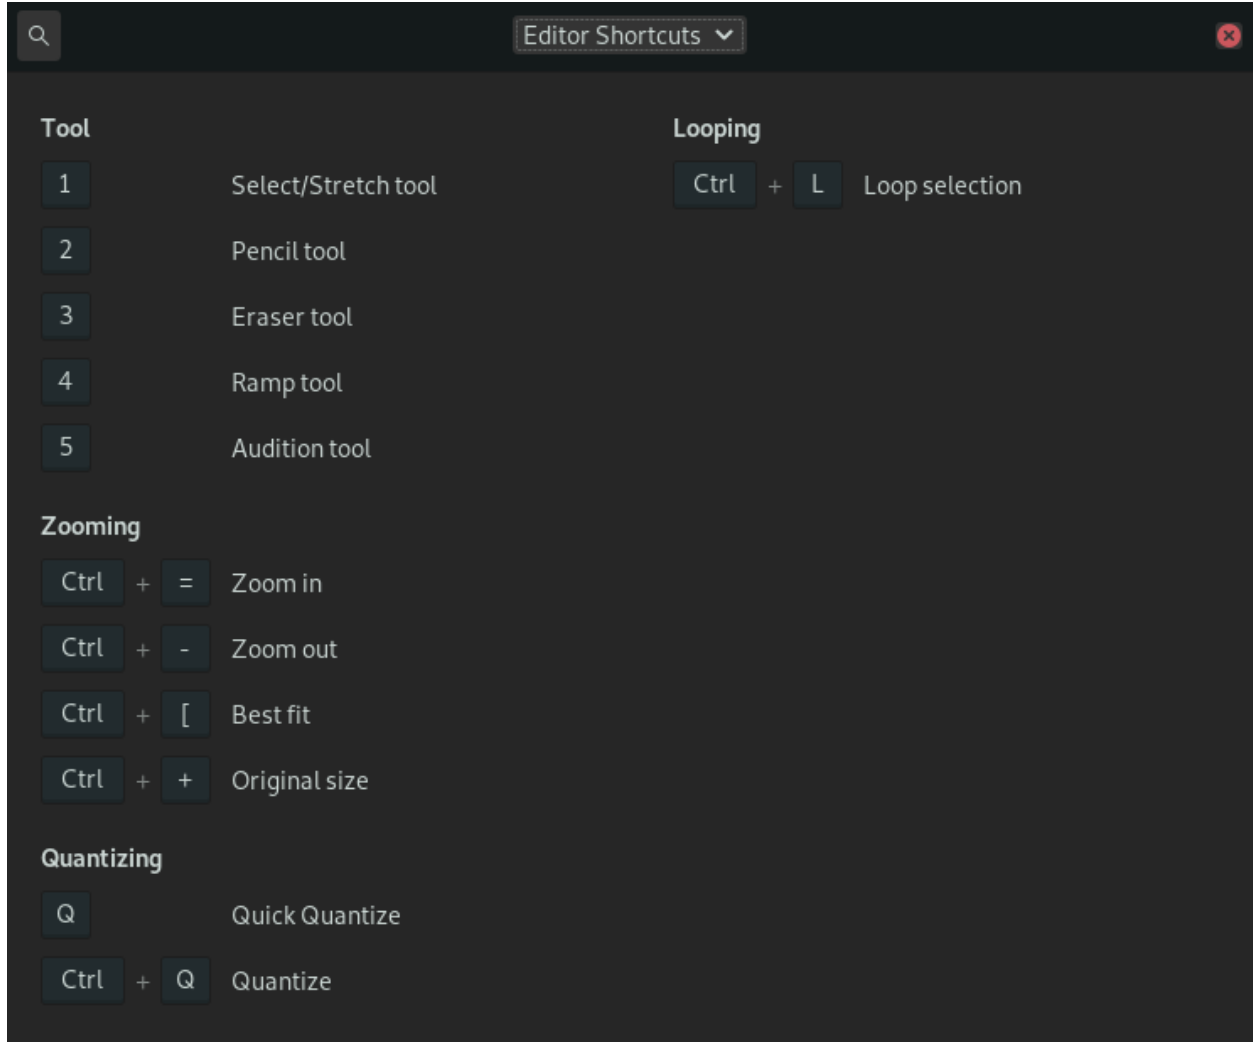 Editor Shortcuts
Tool
1 Select/Stretch tool
2 Pencil tool
3 Eraser tool
4 Ramp tool
5 Audition tool
Zooming
Ctrl + = Zoom in
Ctrl + - Zoom out
Ctrl + [ Best fit
Ctrl + + Original size
Quantizing
Q Quick Quantize
Ctrl + Q Quantize
Looping
Ctrl + L Loop selection